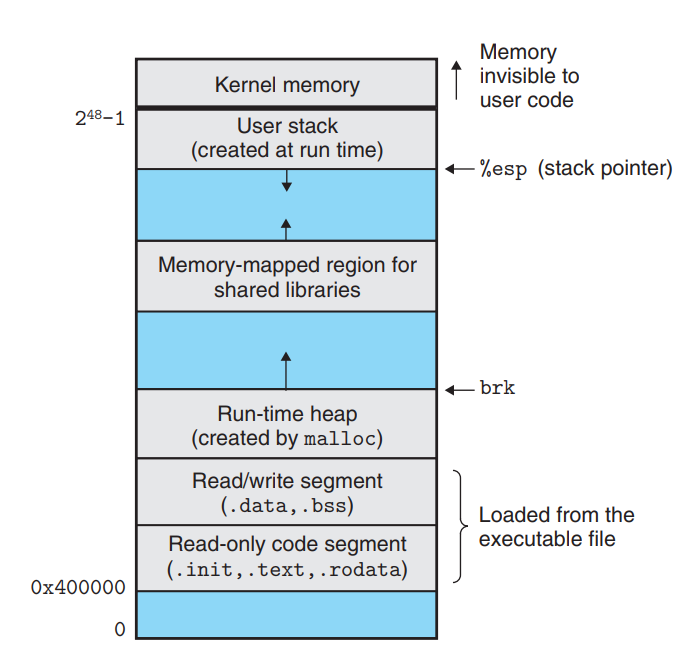 Kernel memory
Memory
invisible to
user code
2⁴⁸−1
User stack
(created at run time)
%esp (stack pointer)
Memory-mapped region for
shared libraries
brk
Run-time heap
(created by malloc)
Read/write segment
(.data,.bss)
Loaded from the
executable file
Read-only code segment
(.init,.text,.rodata)
0x400000
0